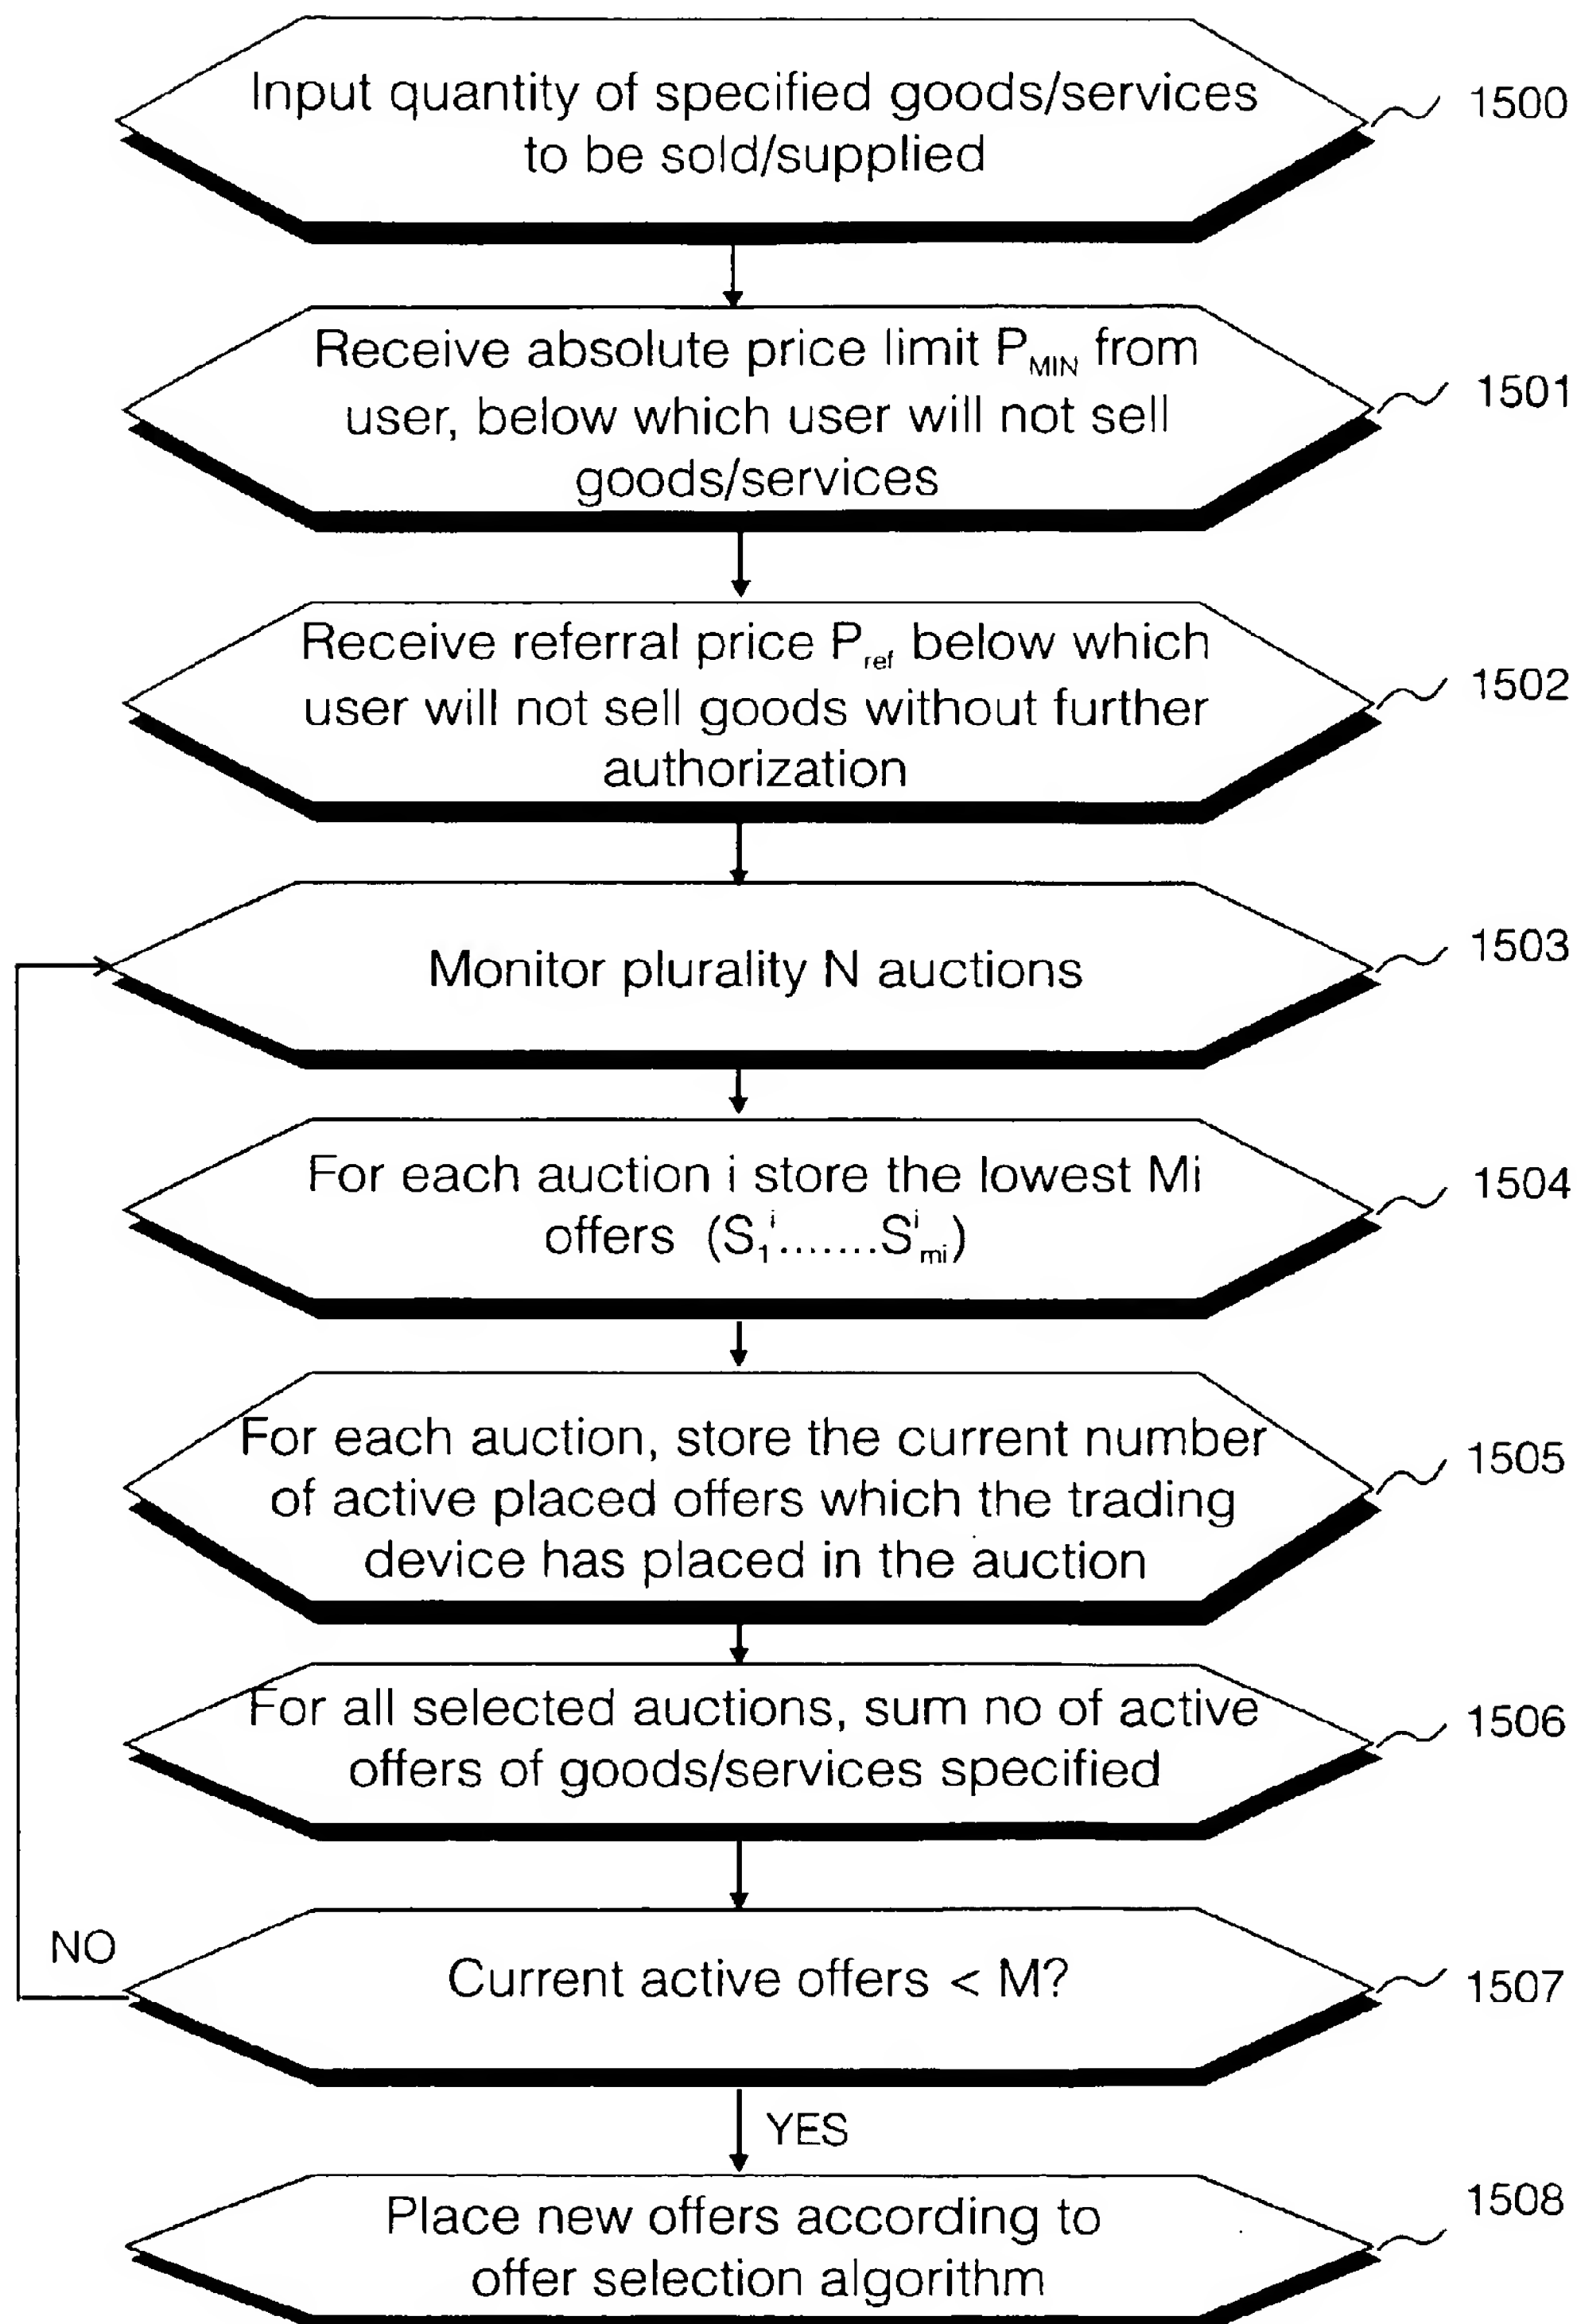 Input quantity of specified goods/services
to be sold/supplied
1500
Receive absolute price limit P_MIN from
user, below which user will not sell
goods/services
1501
Receive referral price P_ref below which
user will not sell goods without further
authorization
1502
Monitor plurality N auctions
1503
For each auction i store the lowest Mi
offers (S_1^i.......S_mi^i)
1504
For each auction, store the current number
of active placed offers which the trading
device has placed in the auction
1505
For all selected auctions, sum no of active
offers of goods/services specified
1506
NO
Current active offers < M?
1507
YES
Place new offers according to
offer selection algorithm
1508